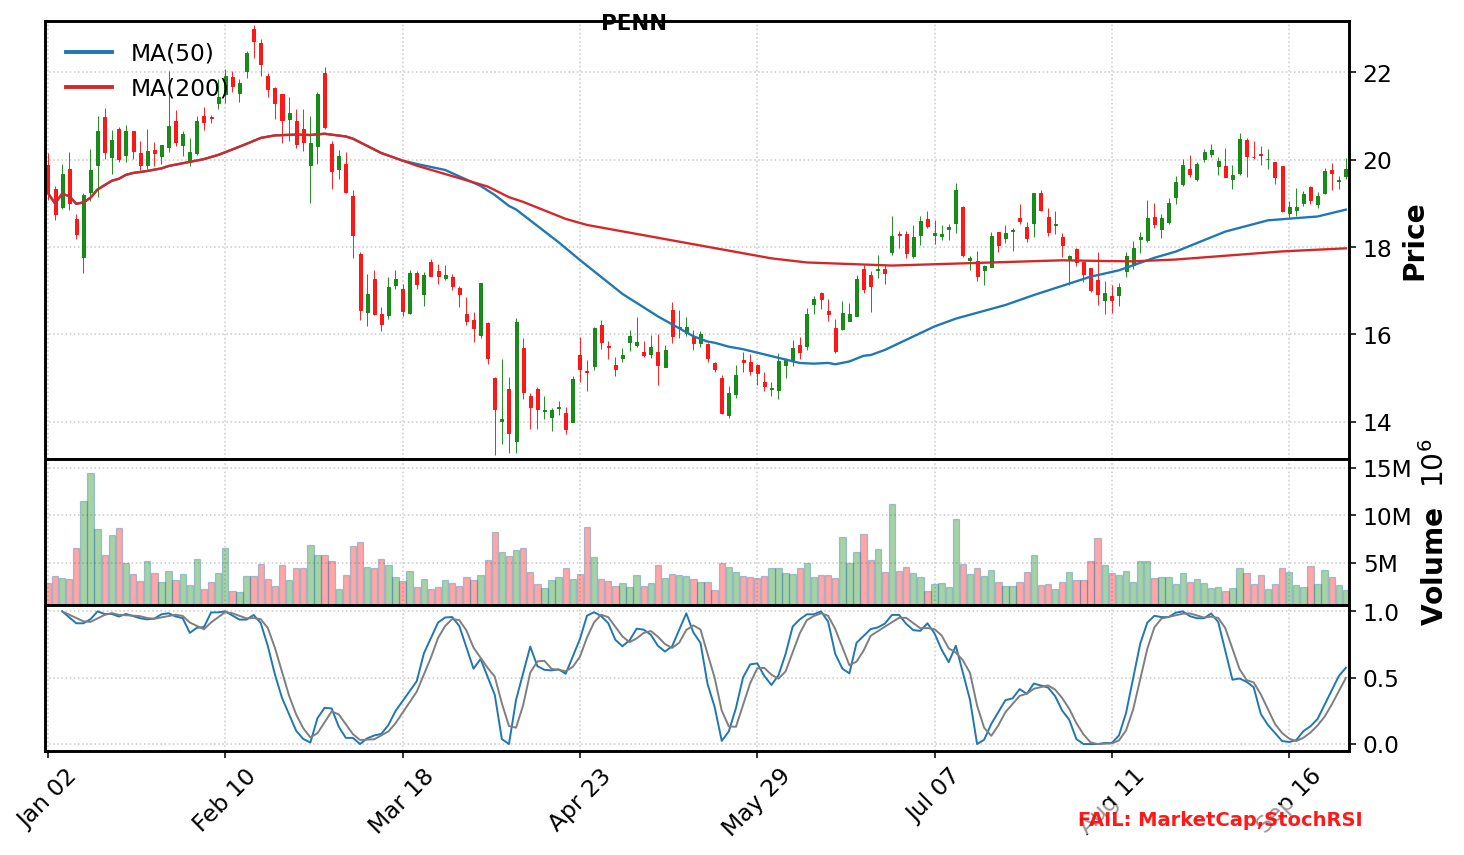 PENN
MA(50)
MA(200)
22
20
18
16
14
Price
15M
10M
5M
Volume 10^6
1.0
0.5
0.0
Jan 02
Feb 10
Mar 18
Apr 23
May 29
Jul 07
Aug 11
Sep 16
FAIL: MarketCap,StochRSI